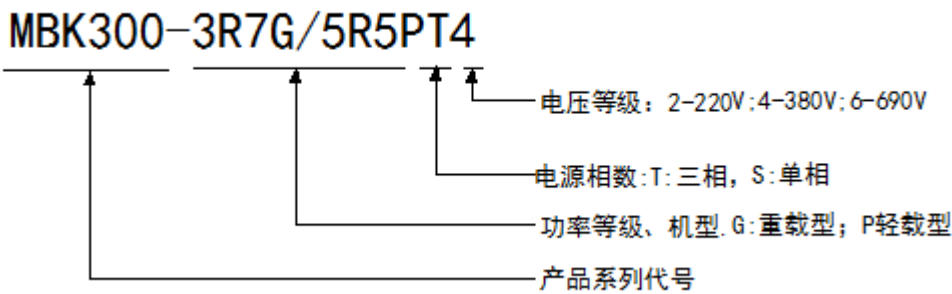 MBK300-3R7G/5R5PT4
电压等级：2-220V;4-380V;6-690V
电源相数:T:三相，S:单相
功率等级、机型.G:重载型；P轻载型
产品系列代号